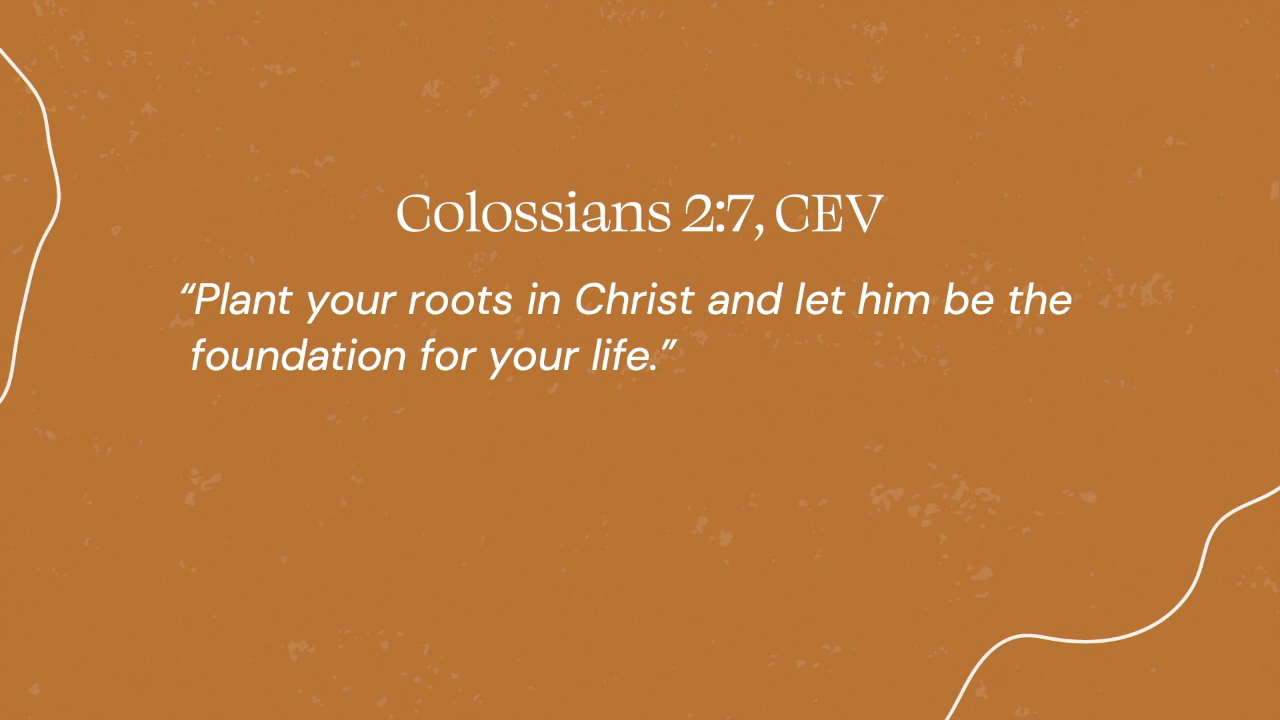 Colossians 2:7, CEV
“Plant your roots in Christ and let him be the
foundation for your life.”